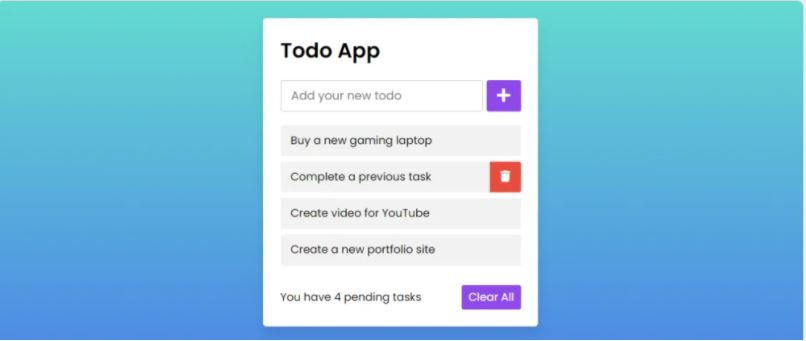 Todo App
Add your new todo
Buy a new gaming laptop
Complete a previous task
Create video for YouTube
Create a new portfolio site
You have 4 pending tasks
Clear All